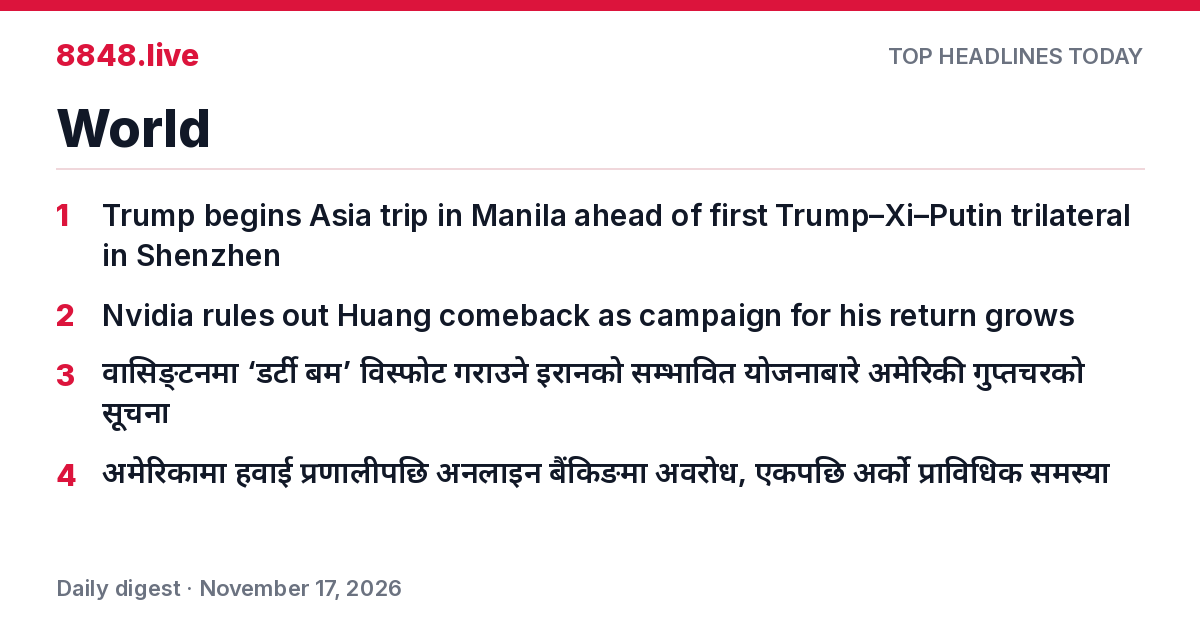 8848.live
TOP HEADLINES TODAY
World
1 Trump begins Asia trip in Manila ahead of first Trump–Xi–Putin trilateral
in Shenzhen
2 Nvidia rules out Huang comeback as campaign for his return grows
3 वासिङ्टनमा ‘डर्टी बम’ विस्फोट गराउने इरानको सम्भावित योजनाबारे अमेरिकी गुप्तचरको
सूचना
4 अमेरिकामा हवाई प्रणालीपछि अनलाइन बैंकिङमा अवरोध, एकपछि अर्को प्राविधिक समस्या
Daily digest · November 17, 2026